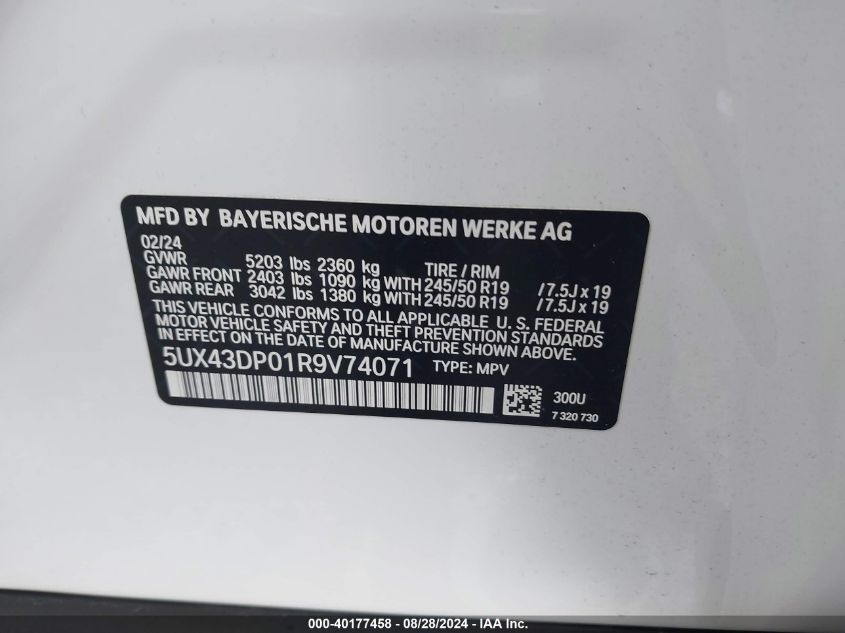 MFD BY BAYERISCHE MOTOREN WERKE AG
02/24
GVWR 5203 lbs 2360 kg TIRE / RIM
GAWR FRONT 2403 lbs 1090 kg WITH 245/50 R19 / 7.5J x 19
GAWR REAR 3042 lbs 1380 kg WITH 245/50 R19 / 7.5J x 19
THIS VEHICLE CONFORMS TO ALL APPLICABLE U. S. FEDERAL
MOTOR VEHICLE SAFETY AND THEFT PREVENTION STANDARDS
IN EFFECT ON THE DATE OF MANUFACTURE SHOWN ABOVE.
5UX43DP01R9V74071 TYPE: MPV
300U
7 320 730
000-40177458 - 08/28/2024 - IAAI Inc.